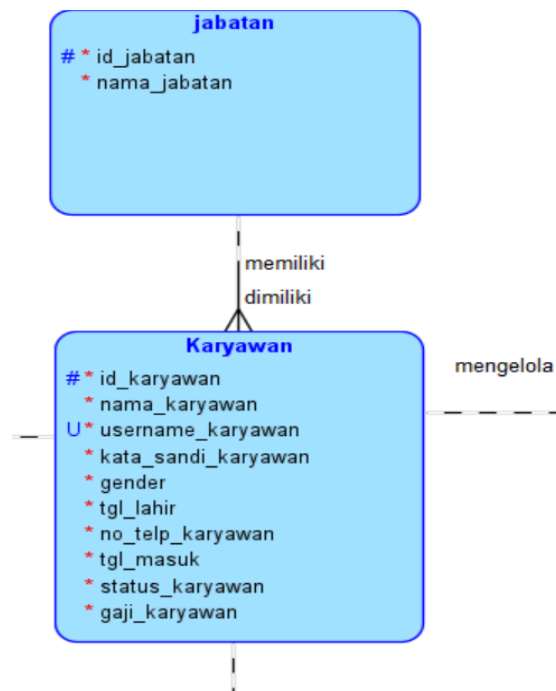 jabatan
# * id_jabatan
* nama_jabatan
memiliki
dimiliki
Karyawan
# * id_karyawan
* nama_karyawan
U * username_karyawan
* kata_sandi_karyawan
* gender
* tgl_lahir
* no_telp_karyawan
* tgl_masuk
* status_karyawan
* gaji_karyawan
mengelola